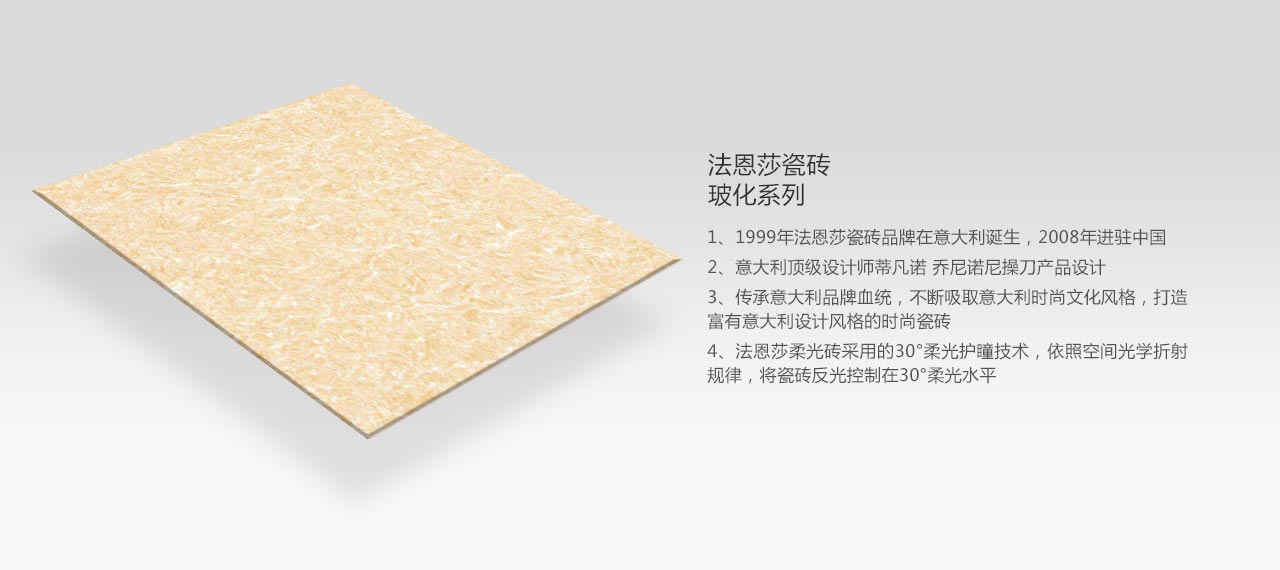 法恩莎瓷砖
玻化系列
1、1999年法恩莎瓷砖品牌在意大利诞生，2008年进驻中国
2、意大利顶级设计师蒂凡诺 乔尼诺尼操刀产品设计
3、传承意大利品牌血统，不断吸取意大利时尚文化风格，打造
富有意大利设计风格的时尚瓷砖
4、法恩莎柔光砖采用的30°柔光护瞳技术，依照空间光学折射
规律，将瓷砖反光控制在30°柔光水平